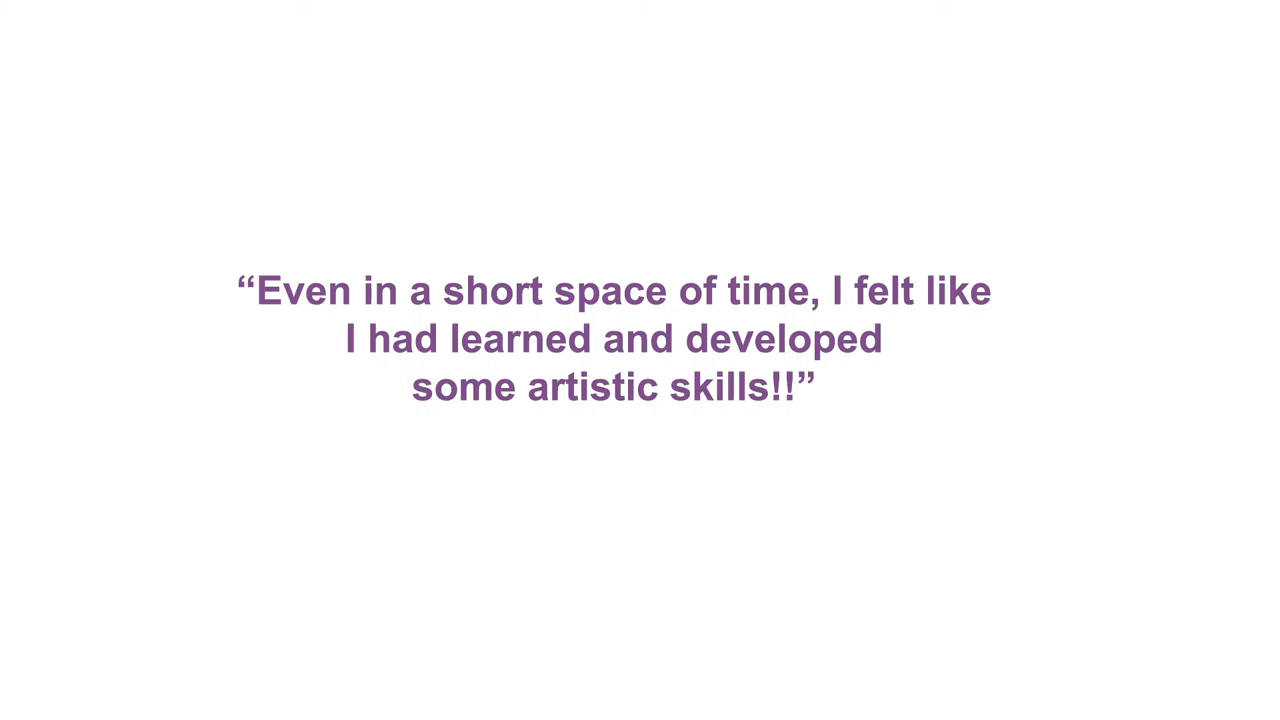 “Even in a short space of time, I felt like
I had learned and developed
some artistic skills!!”